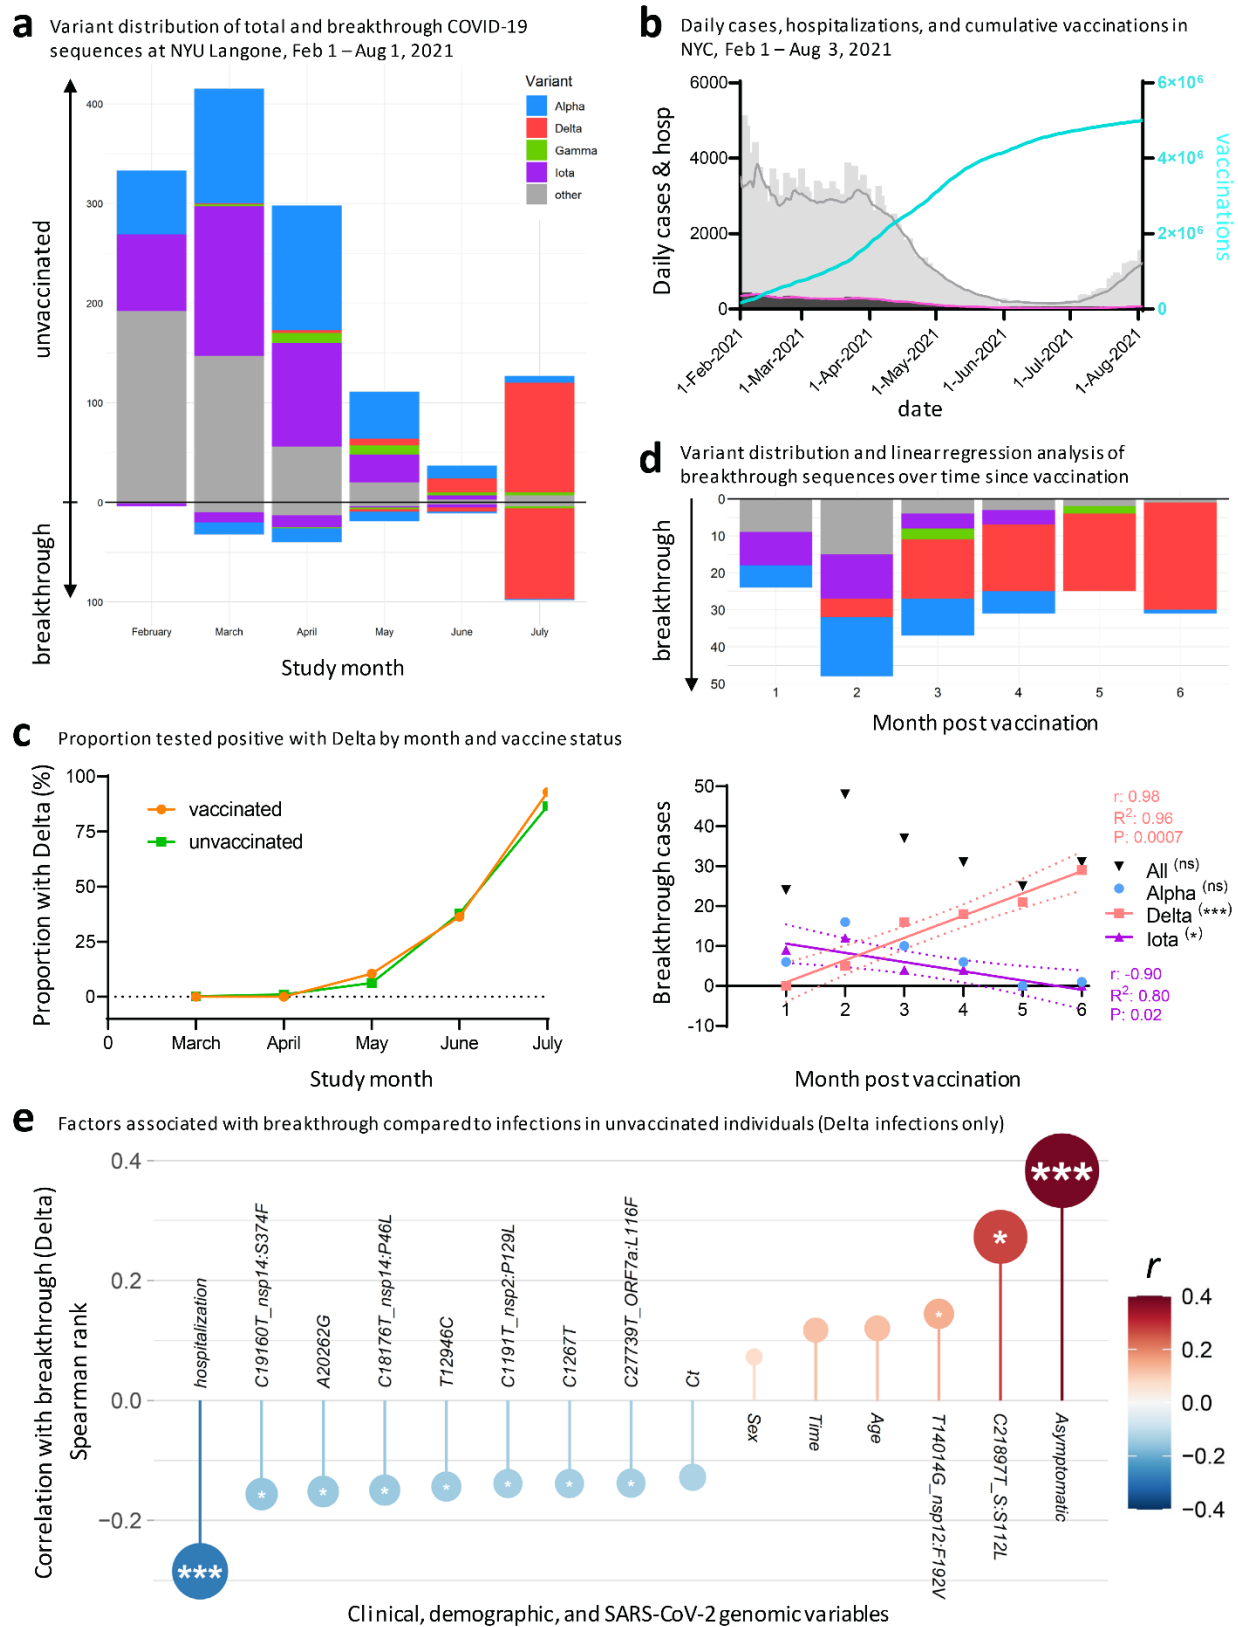 a Variant distribution of total and breakthrough COVID-19
sequences at NYU Langone, Feb 1 – Aug 1, 2021
Variant
Alpha
Delta
Gamma
Iota
other
400
300
200
100
0
100
unvaccinated
breakthrough
February March April May June July
Study month
b Daily cases, hospitalizations, and cumulative vaccinations in
NYC, Feb 1 – Aug 3, 2021
6000
4000
2000
0
Daily cases & hosp
6×10⁶
4×10⁶
2×10⁶
0
vaccinations
1-Feb-2021 1-Mar-2021 1-Apr-2021 1-May-2021 1-Jun-2021 1-Jul-2021 1-Aug-2021
date
d Variant distribution and linear regression analysis of
breakthrough sequences over time since vaccination
0
10
20
30
40
50
breakthrough
1 2 3 4 5 6
Month post vaccination
c Proportion tested positive with Delta by month and vaccine status
100
75
50
25
0
Proportion with Delta (%)
vaccinated
unvaccinated
0 March April May June July
Study month
50
40
30
20
10
0
-10
Breakthrough cases
1 2 3 4 5 6
Month post vaccination
r: 0.98
R²: 0.96
P: 0.0007
All (ns)
Alpha (ns)
Delta (***)
Iota (*)
r: -0.90
R²: 0.80
P: 0.02
e Factors associated with breakthrough compared to infections in unvaccinated individuals (Delta infections only)
0.4
0.2
0.0
−0.2
Correlation with breakthrough (Delta)
Spearman rank
hospitalization
C19160T_nsp14:S374F
A20262G
C18176T_nsp14:P46L
T12946C
C1191T_nsp2:P129L
C1267T
C27739T_ORF7a:L116F
Ct
Sex
Time
Age
T14014G_nsp12:F192V
C21897T_S:S112L
Asymptomatic
***
*
*
*
*
*
*
*
*
*
***
r
0.4
0.2
0.0
−0.2
−0.4
Clinical, demographic, and SARS-CoV-2 genomic variables